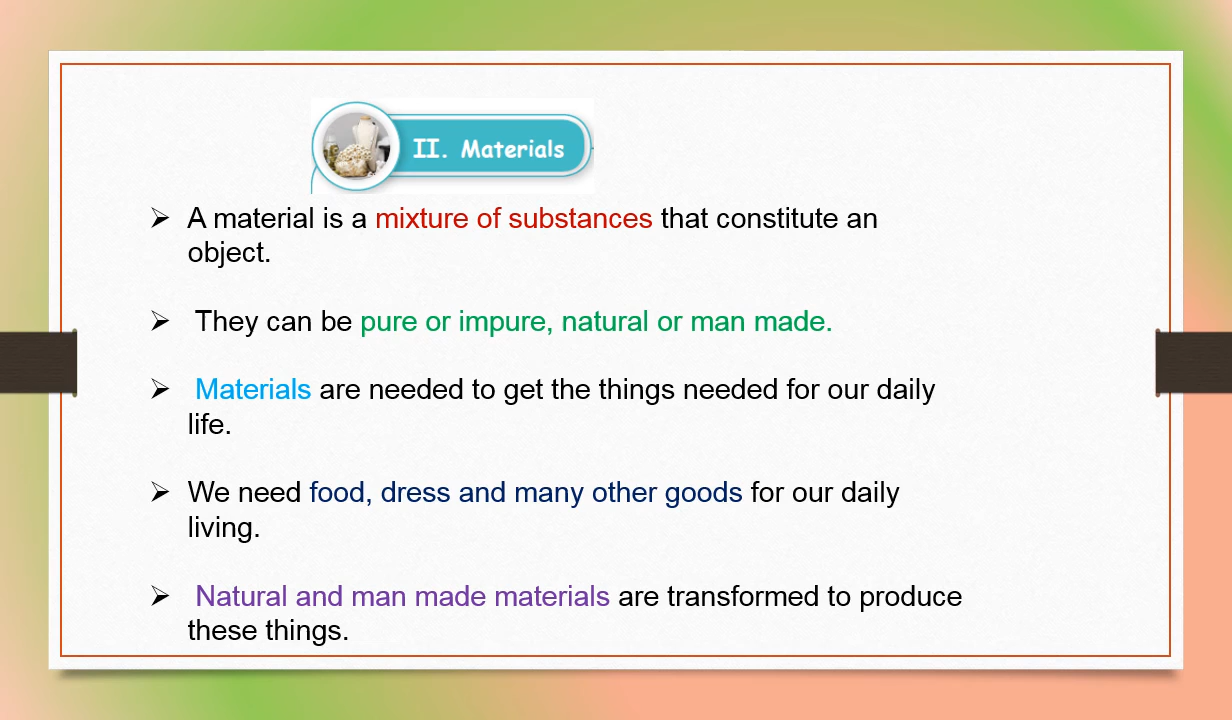 II. Materials
➢ A material is a mixture of substances that constitute an
object.
➢ They can be pure or impure, natural or man made.
➢ Materials are needed to get the things needed for our daily
life.
➢ We need food, dress and many other goods for our daily
living.
➢ Natural and man made materials are transformed to produce
these things.